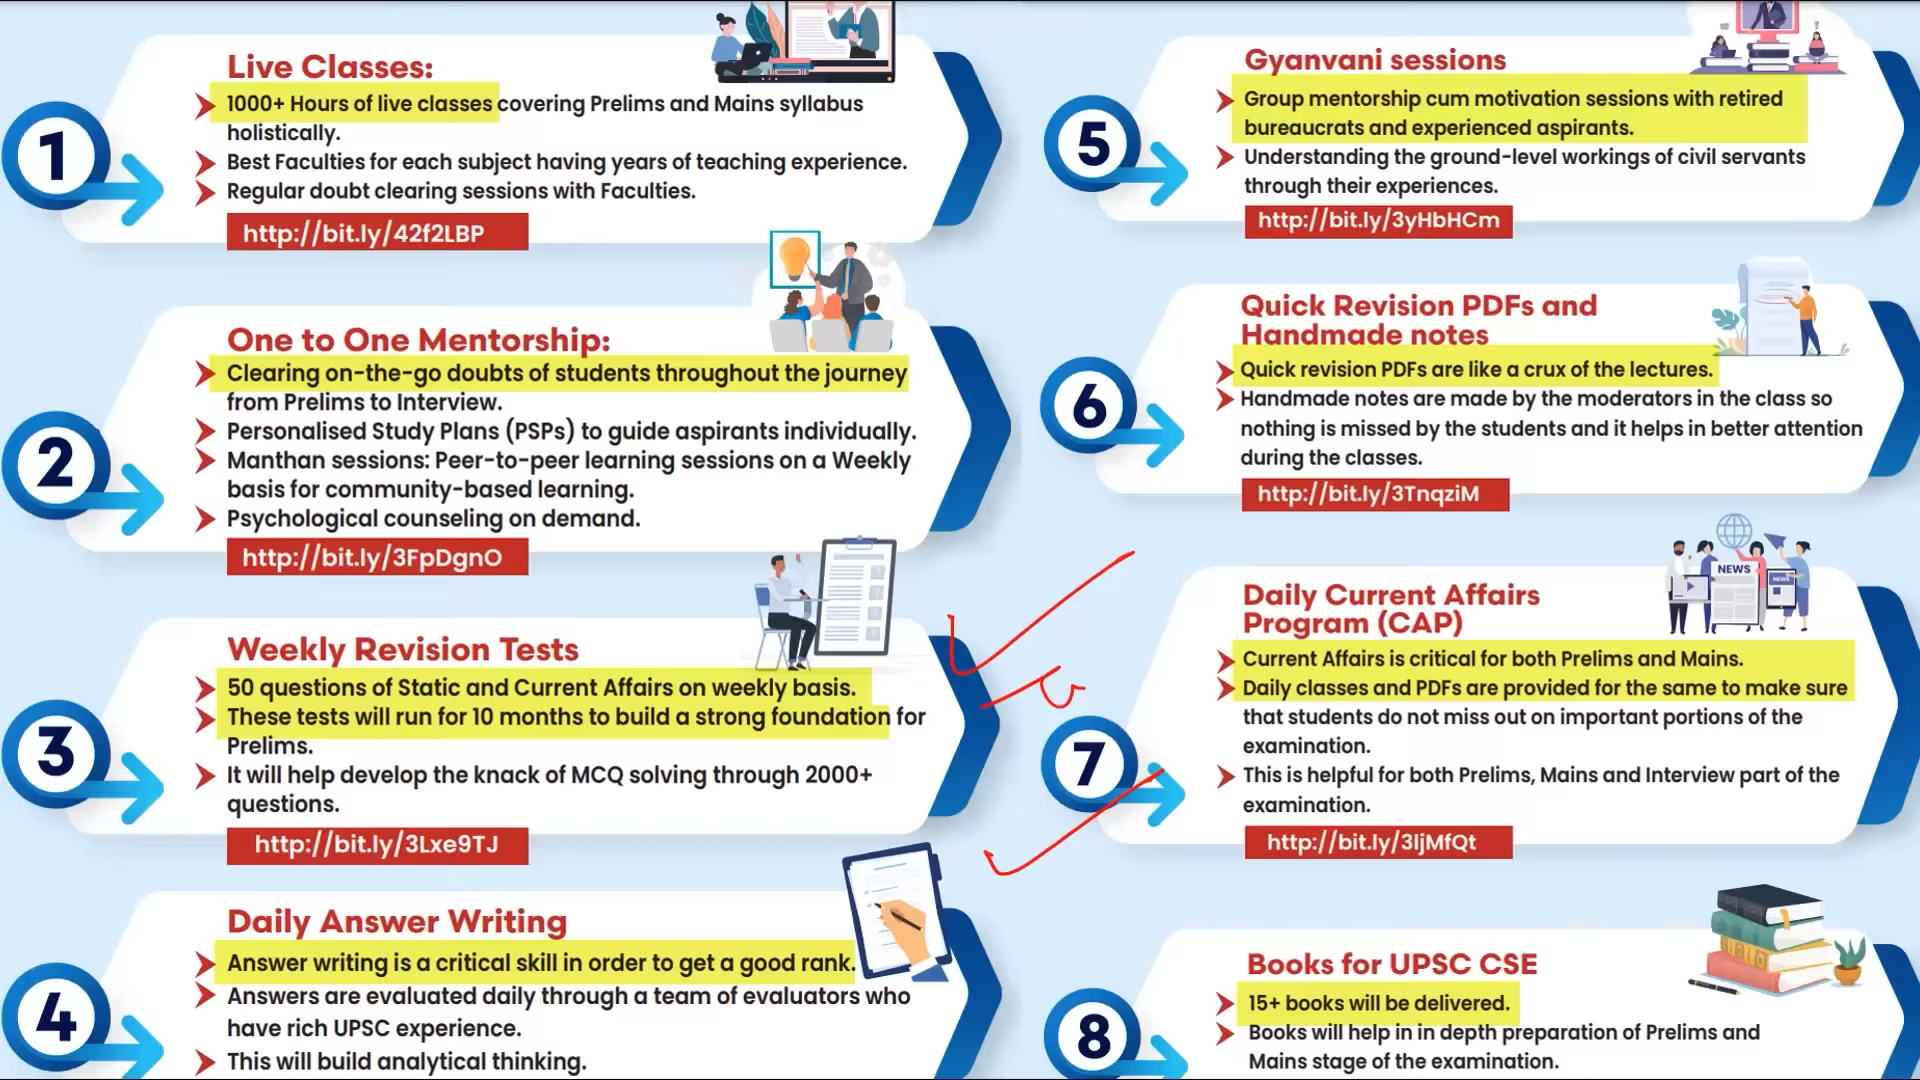 Live Classes:
1000+ Hours of live classes covering Prelims and Mains syllabus
holistically.
Best Faculties for each subject having years of teaching experience.
Regular doubt clearing sessions with Faculties.
http://bit.ly/42f2LBP
1
One to One Mentorship:
Clearing on-the-go doubts of students throughout the journey
from Prelims to Interview.
Personalised Study Plans (PSPs) to guide aspirants individually.
Manthan sessions: Peer-to-peer learning sessions on a Weekly
basis for community-based learning.
Psychological counseling on demand.
http://bit.ly/3FpDgnO
2
Weekly Revision Tests
50 questions of Static and Current Affairs on weekly basis.
These tests will run for 10 months to build a strong foundation for
Prelims.
It will help develop the knack of MCQ solving through 2000+
questions.
http://bit.ly/3Lxe9TJ
3
Daily Answer Writing
Answer writing is a critical skill in order to get a good rank.
Answers are evaluated daily through a team of evaluators who
have rich UPSC experience.
This will build analytical thinking.
4
Gyanvani sessions
Group mentorship cum motivation sessions with retired
bureaucrats and experienced aspirants.
Understanding the ground-level workings of civil servants
through their experiences.
http://bit.ly/3yHbHCm
5
Quick Revision PDFs and
Handmade notes
Quick revision PDFs are like a crux of the lectures.
Handmade notes are made by the moderators in the class so
nothing is missed by the students and it helps in better attention
during the classes.
http://bit.ly/3TnqziM
6
NEWS
NEWS
Daily Current Affairs
Program (CAP)
Current Affairs is critical for both Prelims and Mains.
Daily classes and PDFs are provided for the same to make sure
that students do not miss out on important portions of the
examination.
This is helpful for both Prelims, Mains and Interview part of the
examination.
http://bit.ly/3IjMfQt
7
Books for UPSC CSE
15+ books will be delivered.
Books will help in in depth preparation of Prelims and
Mains stage of the examination.
8